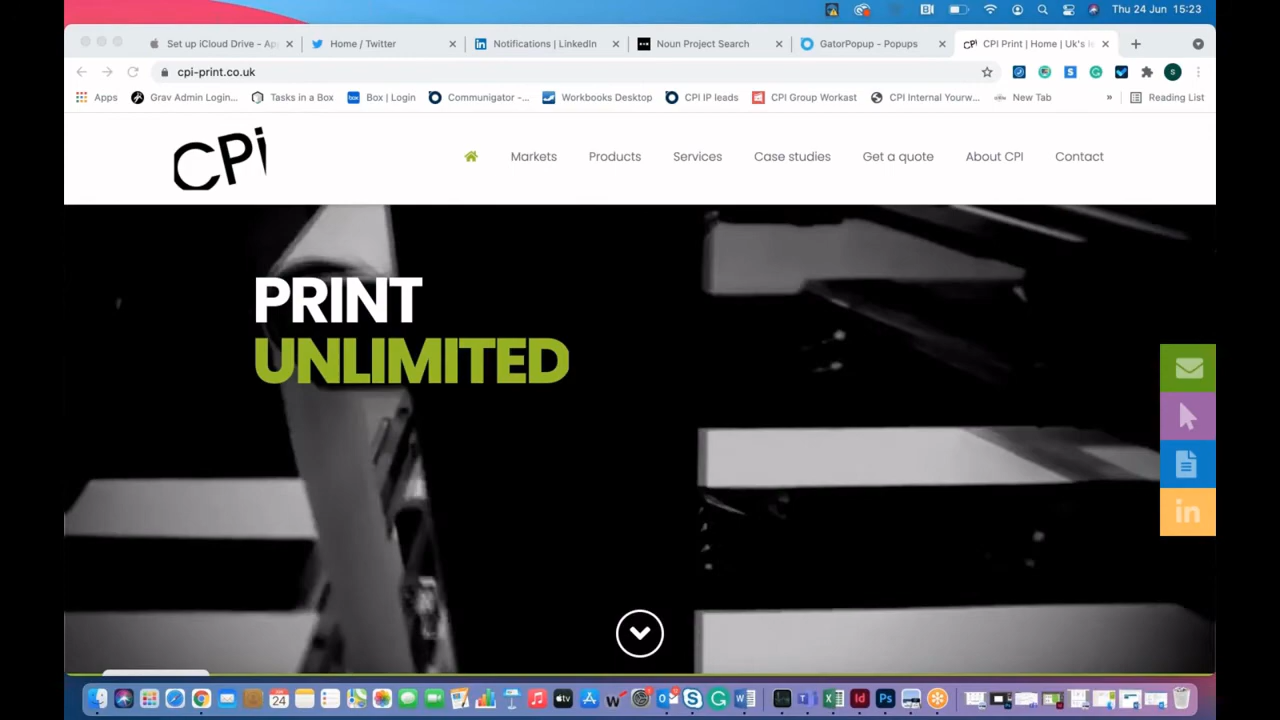 Thu 24 Jun 15:23
Set up iCloud Drive - Ap
Home / Twitter
Notifications | LinkedIn
Noun Project Search
GatorPopup - Popups
CPi CPI Print | Home | Uk's l
cpi-print.co.uk
Apps
Grav Admin Login...
Tasks in a Box
Box | Login
Communigator -...
Workbooks Desktop
CPI IP leads
CPI Group Workast
CPI Internal Yourw...
New Tab
»
Reading List
CPi
Markets
Products
Services
Case studies
Get a quote
About CPI
Contact
PRINT
UNLIMITED
in